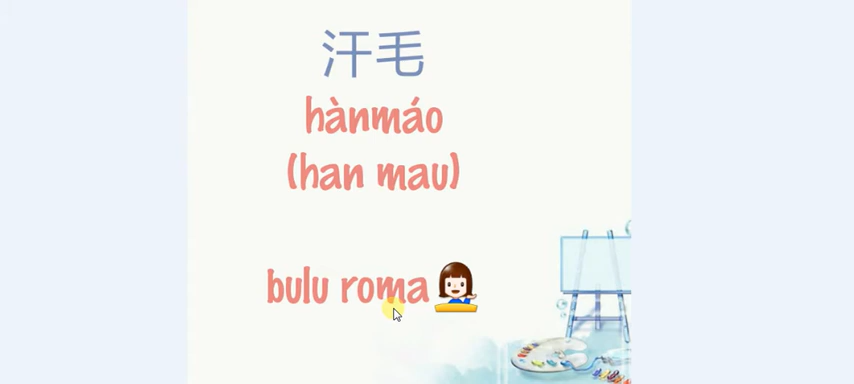 汗毛
hànmáo
(han mau)
bulu roma